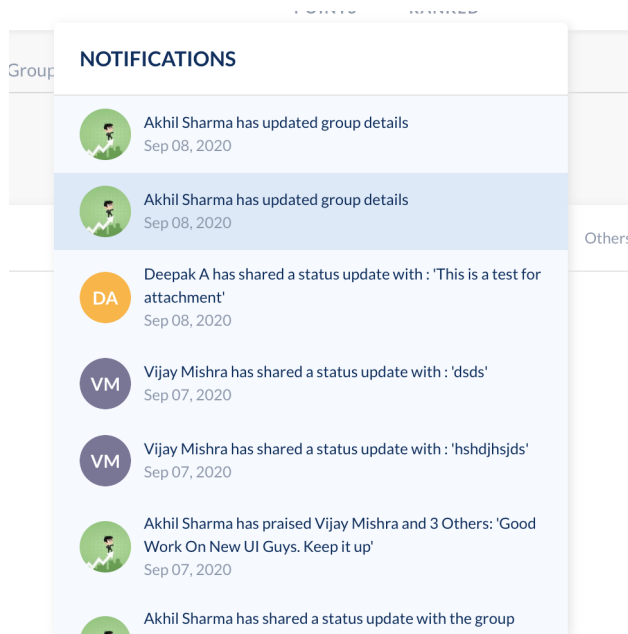 NOTIFICATIONS
Group
Akhil Sharma has updated group details
Sep 08, 2020
Akhil Sharma has updated group details
Sep 08, 2020
Others
DA
Deepak A has shared a status update with : 'This is a test for
attachment'
Sep 08, 2020
VM
Vijay Mishra has shared a status update with : 'dsds'
Sep 07, 2020
VM
Vijay Mishra has shared a status update with : 'hshdjhsjds'
Sep 07, 2020
Akhil Sharma has praised Vijay Mishra and 3 Others: 'Good
Work On New UI Guys. Keep it up'
Sep 07, 2020
Akhil Sharma has shared a status update with the group